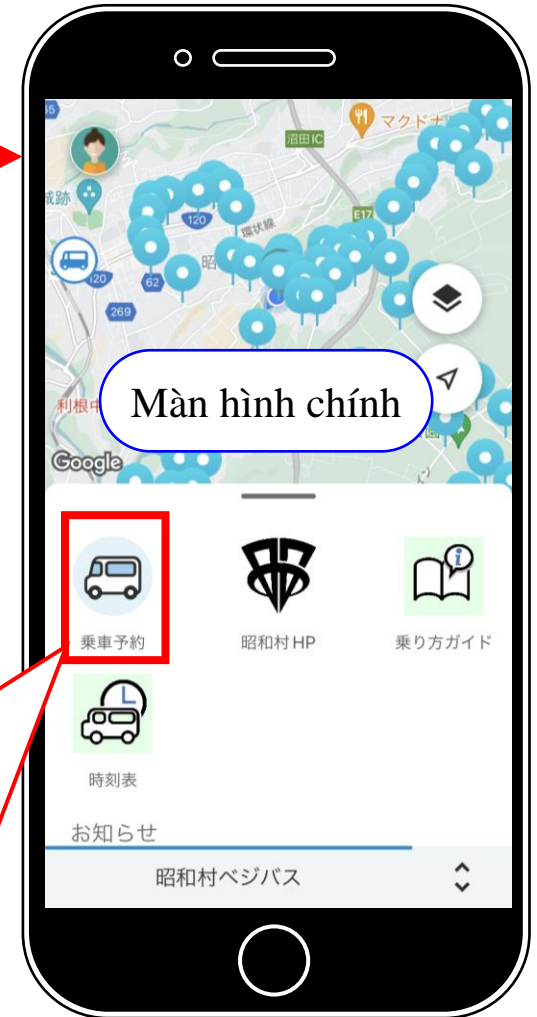 65
マクドナ
沼田IC
城跡
120
E17
環状線
昭
120
62
269
Màn hình chính
利根中
Google
乗車予約
昭和村HP
乗り方ガイド
時刻表
お知らせ
昭和村ベジバス